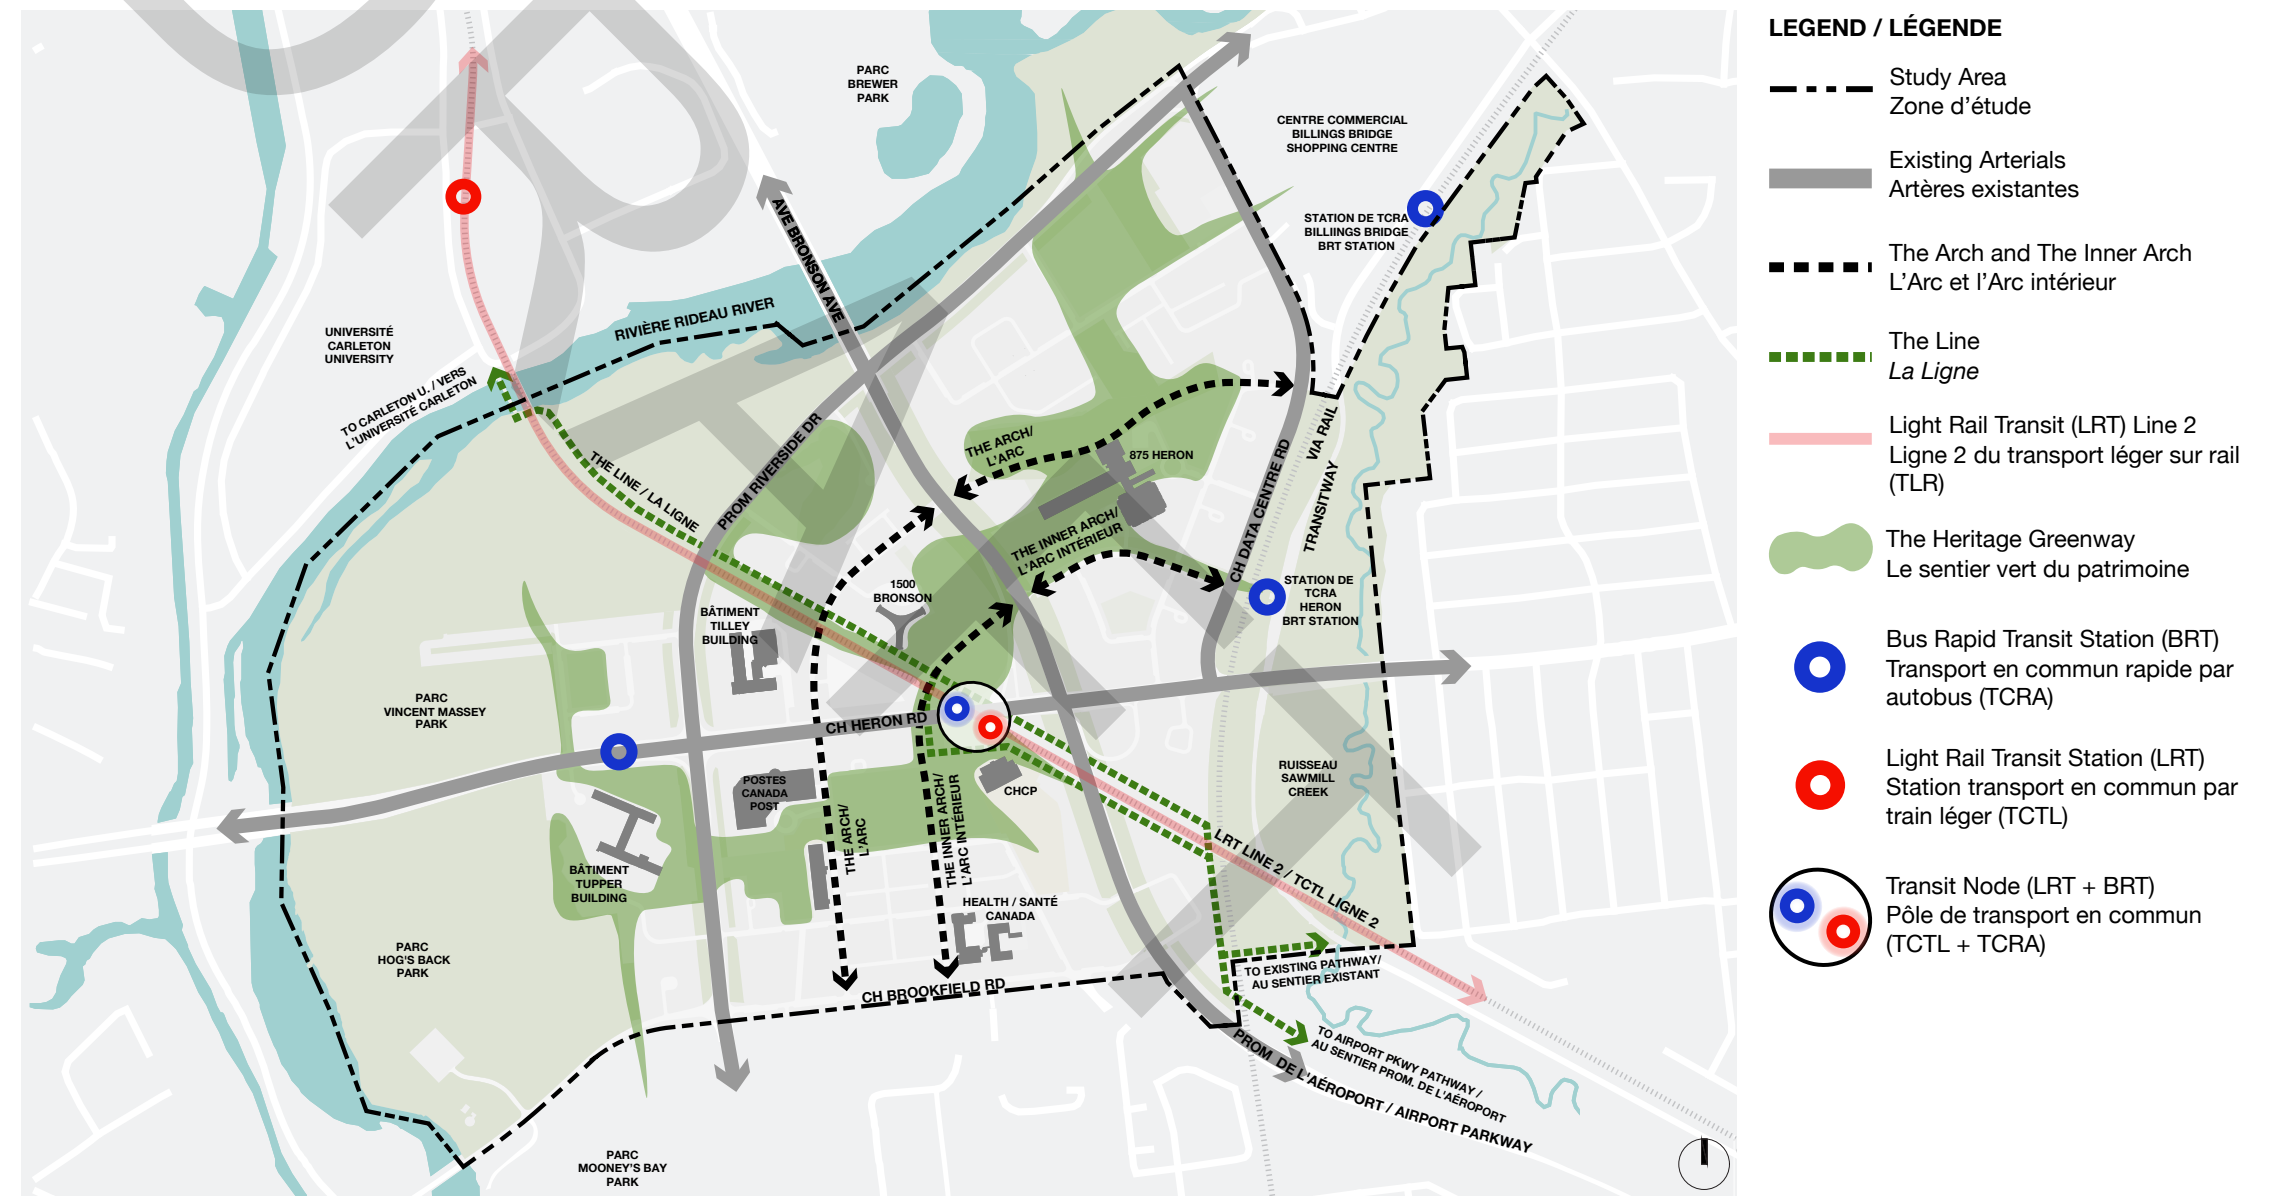 PARC
BREWER
PARK
CENTRE COMMERCIAL
BILLINGS BRIDGE
SHOPPING CENTRE
STATION DE TCRA
BILLIINGS BRIDGE
BRT STATION
AVE BRONSON AVE
RIVIÈRE RIDEAU RIVER
UNIVERSITÉ
CARLETON
UNIVERSITY
TO CARLETON U. / VERS
L'UNIVERSITÉ CARLETON
THE LINE / LA LIGNE
PROM RIVERSIDE DR
THE ARCH/
L'ARC
875 HERON
THE INNER ARCH/
L'ARC INTÉRIEUR
CH DATA CENTRE RD
VIA RAIL
TRANSITWAY
STATION DE
TCRA
HERON
BRT STATION
1500
BRONSON
BÂTIMENT
TILLEY
BUILDING
PARC
VINCENT MASSEY
PARK
CH HERON RD
POSTES
CANADA
POST
CHCP
RUISSEAU
SAWMILL
CREEK
THE ARCH/
L'ARC
THE INNER ARCH/
L'ARC INTÉRIEUR
BÂTIMENT
TUPPER
BUILDING
LRT LINE 2 / TCTL LIGNE 2
HEALTH / SANTÉ
CANADA
PARC
HOG'S BACK
PARK
CH BROOKFIELD RD
TO EXISTING PATHWAY/
AU SENTIER EXISTANT
TO AIRPORT PKWY PATHWAY /
AU SENTIER PROM. DE L'AÉROPORT
PROM. DE L'AÉROPORT / AIRPORT PARKWAY
PARC
MOONEY'S BAY
PARK
LEGEND / LÉGENDE
Study Area
Zone d'étude
Existing Arterials
Artères existantes
The Arch and The Inner Arch
L'Arc et l'Arc intérieur
The Line
La Ligne
Light Rail Transit (LRT) Line 2
Ligne 2 du transport léger sur rail
(TLR)
The Heritage Greenway
Le sentier vert du patrimoine
Bus Rapid Transit Station (BRT)
Transport en commun rapide par
autobus (TCRA)
Light Rail Transit Station (LRT)
Station transport en commun par
train léger (TCTL)
Transit Node (LRT + BRT)
Pôle de transport en commun
(TCTL + TCRA)